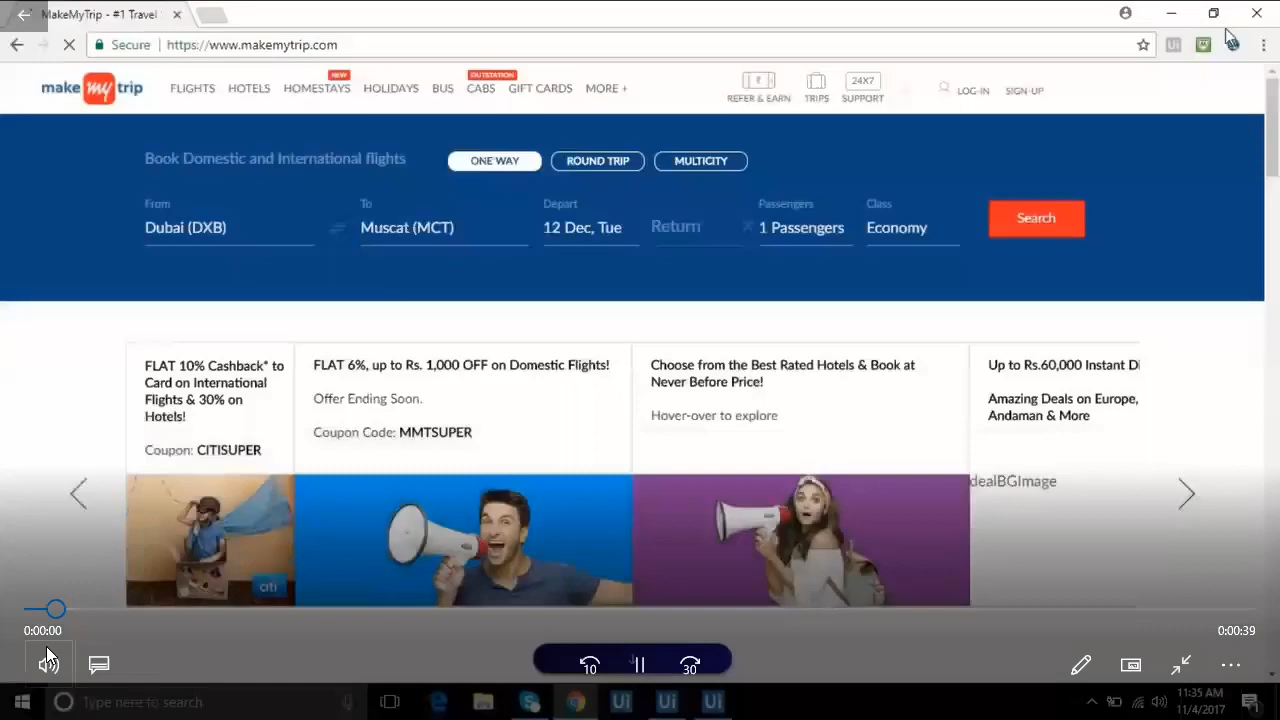 MakeMyTrip - #1 Travel
Secure
https://www.makemytrip.com
make my trip
FLIGHTS
HOTELS
NEW
HOMESTAYS
HOLIDAYS
BUS
OUTSTATION
CABS
GIFT CARDS
MORE +
REFER & EARN
TRIPS
24X7
SUPPORT
LOG-IN
SIGN-UP
Book Domestic and International flights
ONE WAY
ROUND TRIP
MULTICITY
From
Dubai (DXB)
To
Muscat (MCT)
Depart
12 Dec, Tue
Return
Passengers
1 Passengers
Class
Economy
Search
FLAT 10% Cashback* to
Card on International
Flights & 30% on
Hotels!
Coupon: CITISUPER
FLAT 6%, up to Rs. 1,000 OFF on Domestic Flights!
Offer Ending Soon.
Coupon Code: MMTSUPER
Choose from the Best Rated Hotels & Book at
Never Before Price!
Hover-over to explore
Up to Rs.60,000 Instant Di
Amazing Deals on Europe,
Andaman & More
dealBGImage
citi
0:00:00
0:00:39
10
30
Type here to search
Ui
Ui
Ui
11:35 AM
11/4/2017